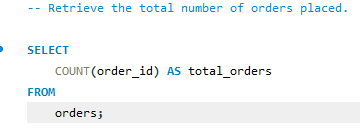 -- Retrieve the total number of orders placed.
SELECT
COUNT(order_id) AS total_orders
FROM
orders;